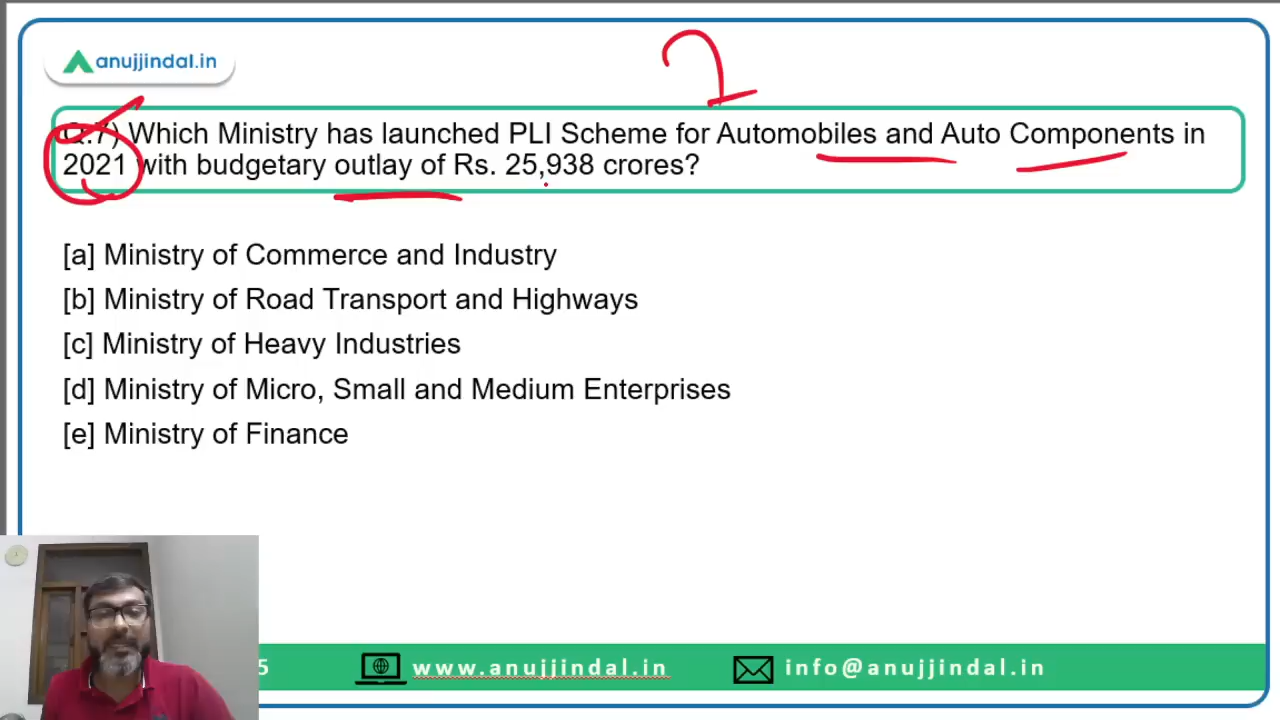 anujjindal.in
Q.7) Which Ministry has launched PLI Scheme for Automobiles and Auto Components in
2021 with budgetary outlay of Rs. 25,938 crores?
[a] Ministry of Commerce and Industry
[b] Ministry of Road Transport and Highways
[c] Ministry of Heavy Industries
[d] Ministry of Micro, Small and Medium Enterprises
[e] Ministry of Finance
5 www.anujjindal.in info@anujjindal.in